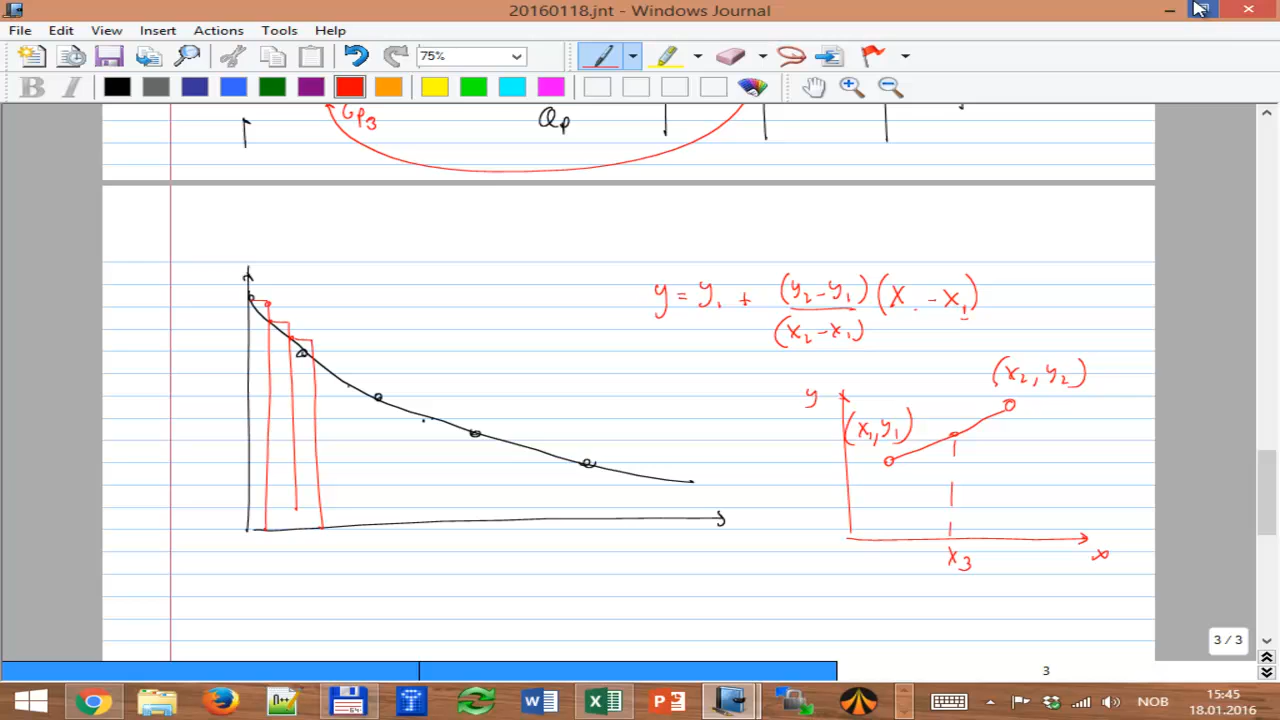 20160118.jnt - Windows Journal
File Edit View Insert Actions Tools Help
75%
B I
GP3 QP
y = y1 + (y2-y1) (x - x1)
(x2-x1)
(x2, y2)
y
(x1, y1)
x3
x
3 / 3
3
15:45
NOB
18.01.2016